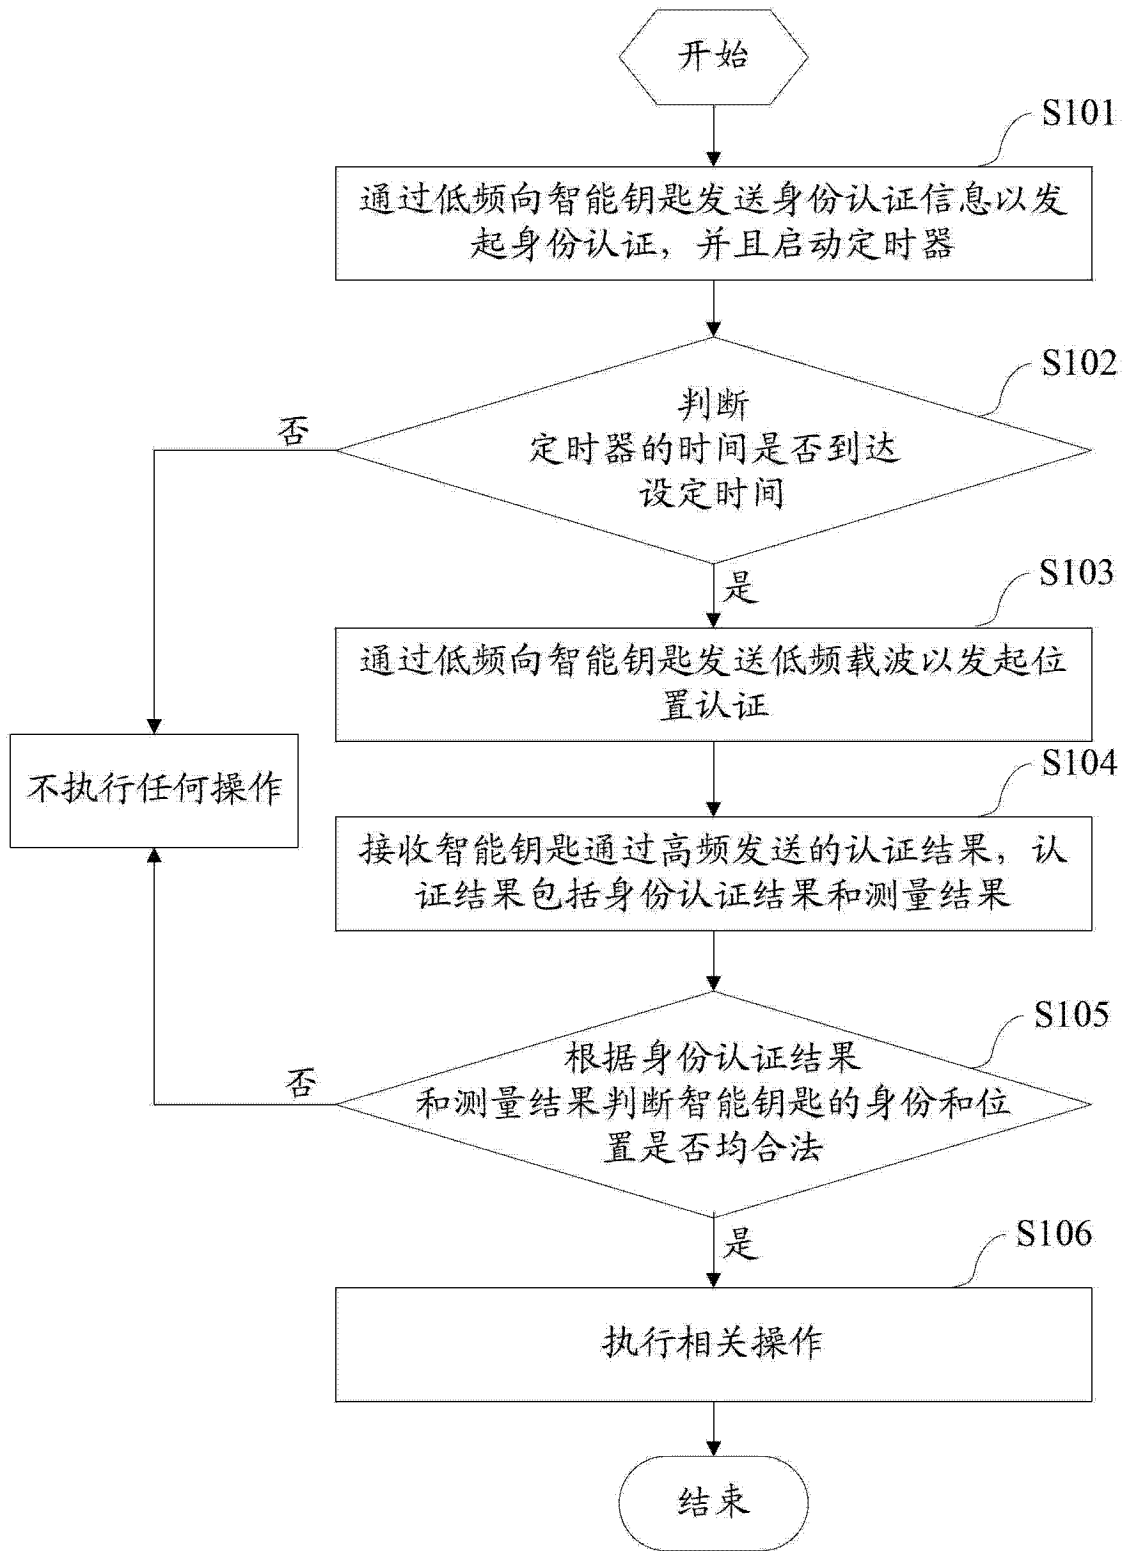 开始
S101
通过低频向智能钥匙发送身份认证信息以发
起身份认证，并且启动定时器
S102
判断
定时器的时间是否到达
设定时间
否
是
S103
通过低频向智能钥匙发送低频载波以发起位
置认证
不执行任何操作
S104
接收智能钥匙通过高频发送的认证结果，认
证结果包括身份认证结果和测量结果
S105
根据身份认证结果
和测量结果判断智能钥匙的身份和位
置是否均合法
否
是
S106
执行相关操作
结束